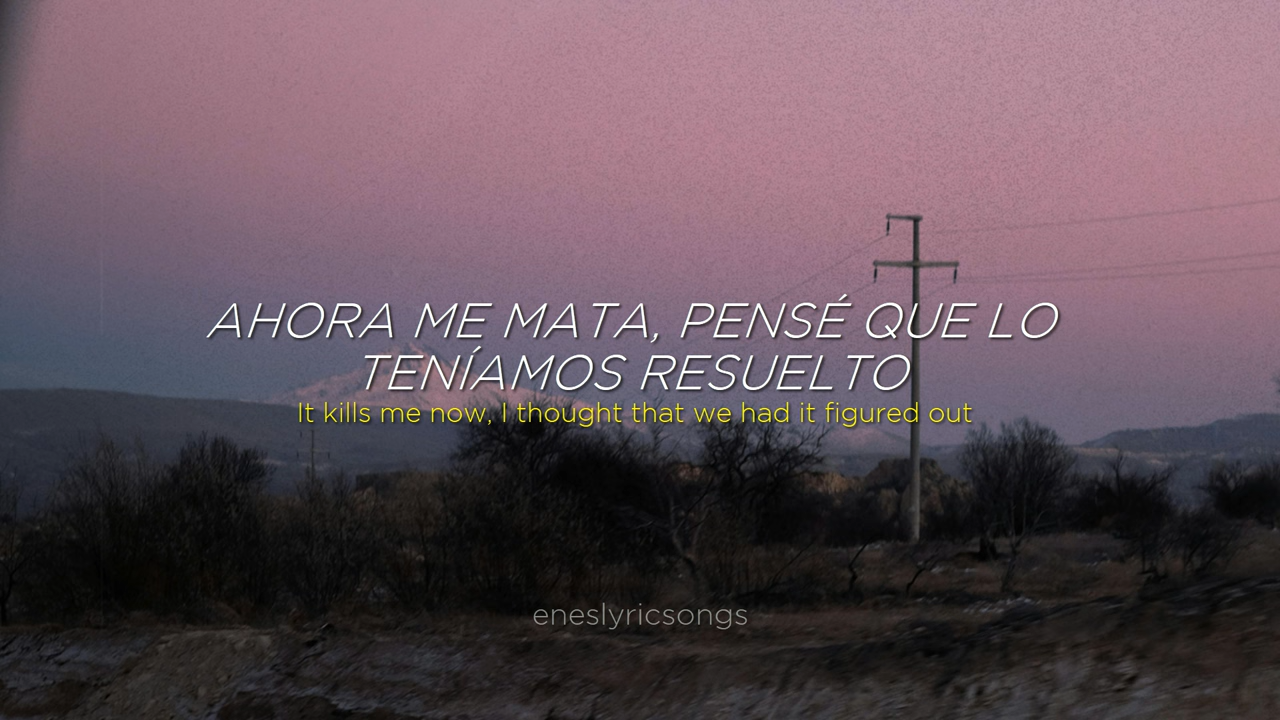 AHORA ME MATA, PENSÉ QUE LO
TENÍAMOS RESUELTO
It kills me now, I thought that we had it figured out
eneslyricsongs